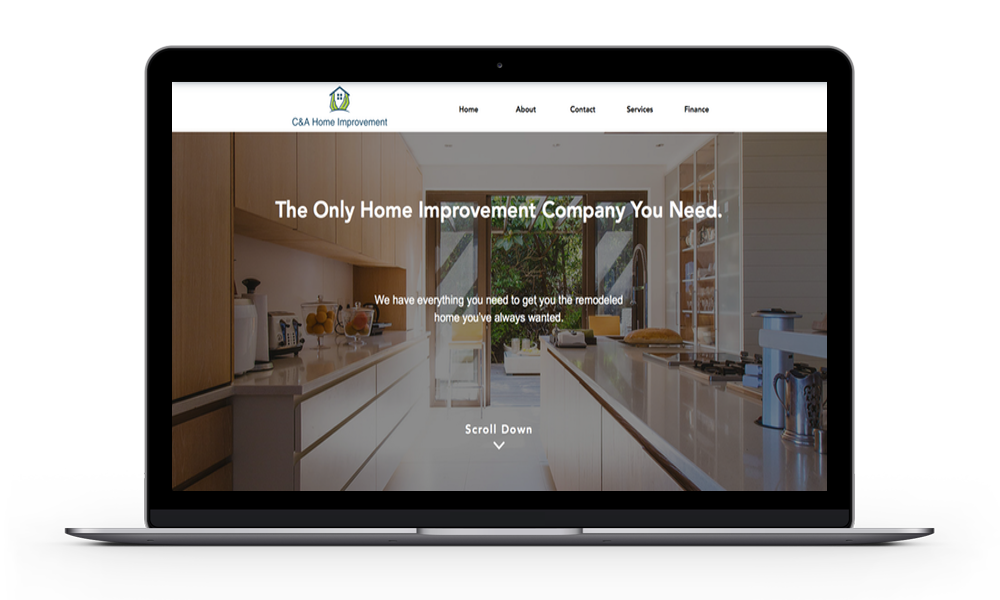 C&A Home Improvement
Home About Contact Services Finance
The Only Home Improvement Company You Need.
We have everything you need to get you the remodeled
home you've always wanted.
Scroll Down